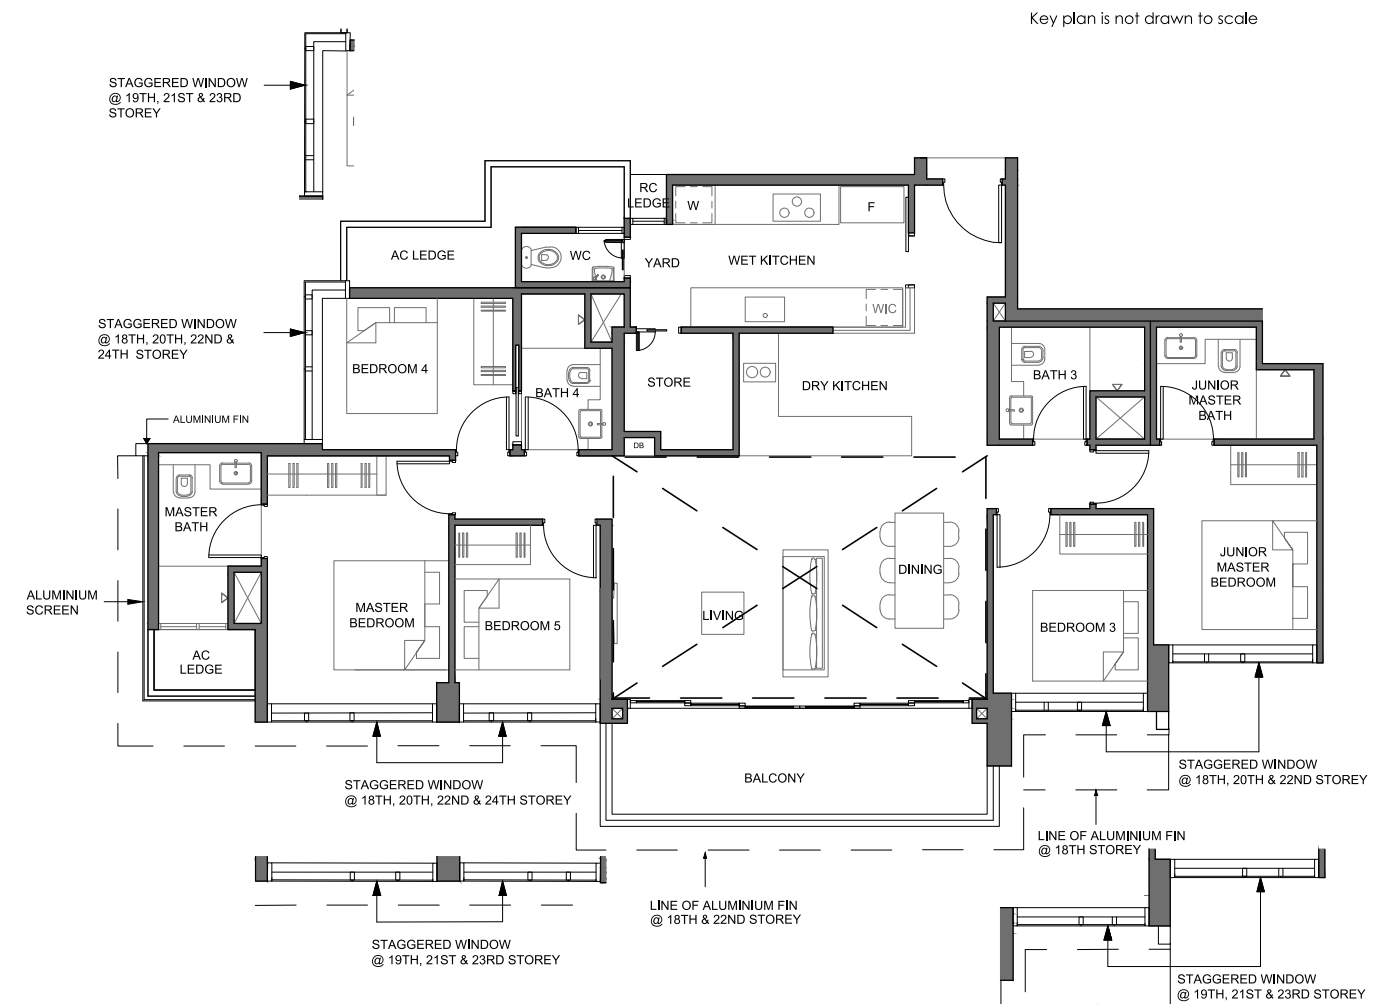 Key plan is not drawn to scale
STAGGERED WINDOW
@ 19TH, 21ST & 23RD
STOREY
RC
LEDGE
W
F
AC LEDGE
WC
YARD
WET KITCHEN
WIC
STAGGERED WINDOW
@ 18TH, 20TH, 22ND &
24TH STOREY
BEDROOM 4
BATH 4
STORE
DRY KITCHEN
BATH 3
JUNIOR
MASTER
BATH
ALUMINIUM FIN
DB
MASTER
BATH
JUNIOR
MASTER
BEDROOM
DINING
ALUMINIUM
SCREEN
MASTER
BEDROOM
LIVING
BEDROOM 5
BEDROOM 3
AC
LEDGE
BALCONY
STAGGERED WINDOW
@ 18TH, 20TH, 22ND & 24TH STOREY
STAGGERED WINDOW
@ 18TH, 20TH & 22ND STOREY
LINE OF ALUMINIUM FIN
@ 18TH STOREY
LINE OF ALUMINIUM FIN
@ 18TH & 22ND STOREY
STAGGERED WINDOW
@ 19TH, 21ST & 23RD STOREY
STAGGERED WINDOW
@ 19TH, 21ST & 23RD STOREY